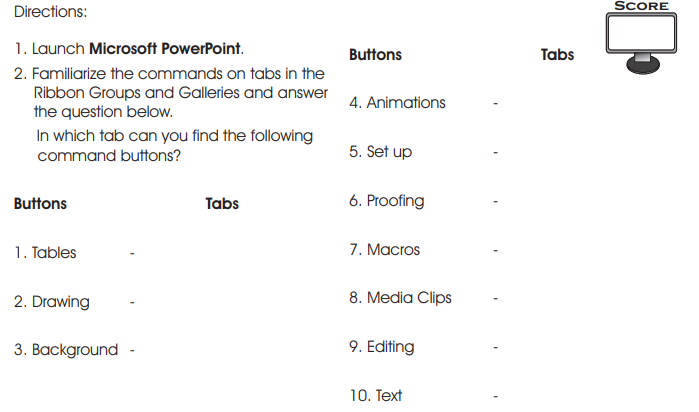 Directions:
1. Launch Microsoft PowerPoint.
2. Familiarize the commands on tabs in the
Ribbon Groups and Galleries and answer
the question below.
In which tab can you find the following
command buttons?
Buttons Tabs
1. Tables -
2. Drawing -
3. Background -
SCORE
Buttons Tabs
4. Animations -
5. Set up -
6. Proofing -
7. Macros -
8. Media Clips -
9. Editing -
10. Text -